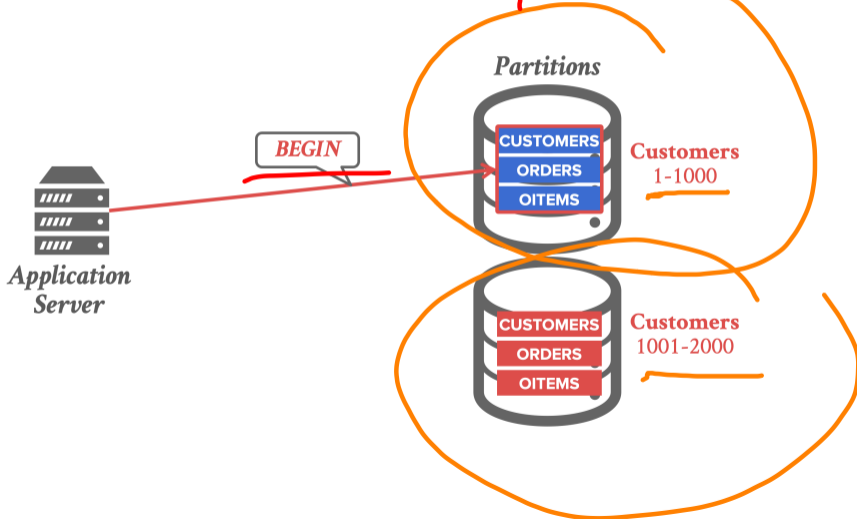 Partitions
BEGIN
CUSTOMERS
ORDERS
OITEMS
Customers
1-1000
Application
Server
CUSTOMERS
ORDERS
OITEMS
Customers
1001-2000